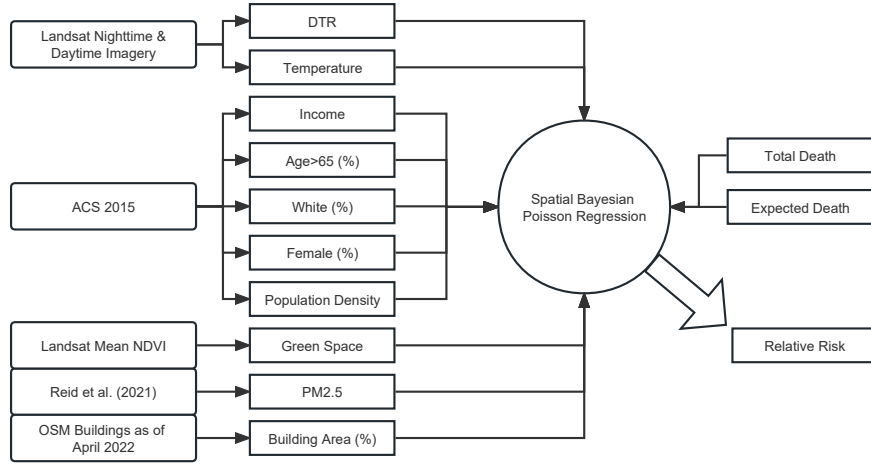 Landsat Nighttime &
Daytime Imagery
DTR
Temperature
Income
Age>65 (%)
ACS 2015
White (%)
Female (%)
Population Density
Landsat Mean NDVI
Green Space
Reid et al. (2021)
PM2.5
OSM Buildings as of
April 2022
Building Area (%)
Spatial Bayesian
Poisson Regression
Total Death
Expected Death
Relative Risk